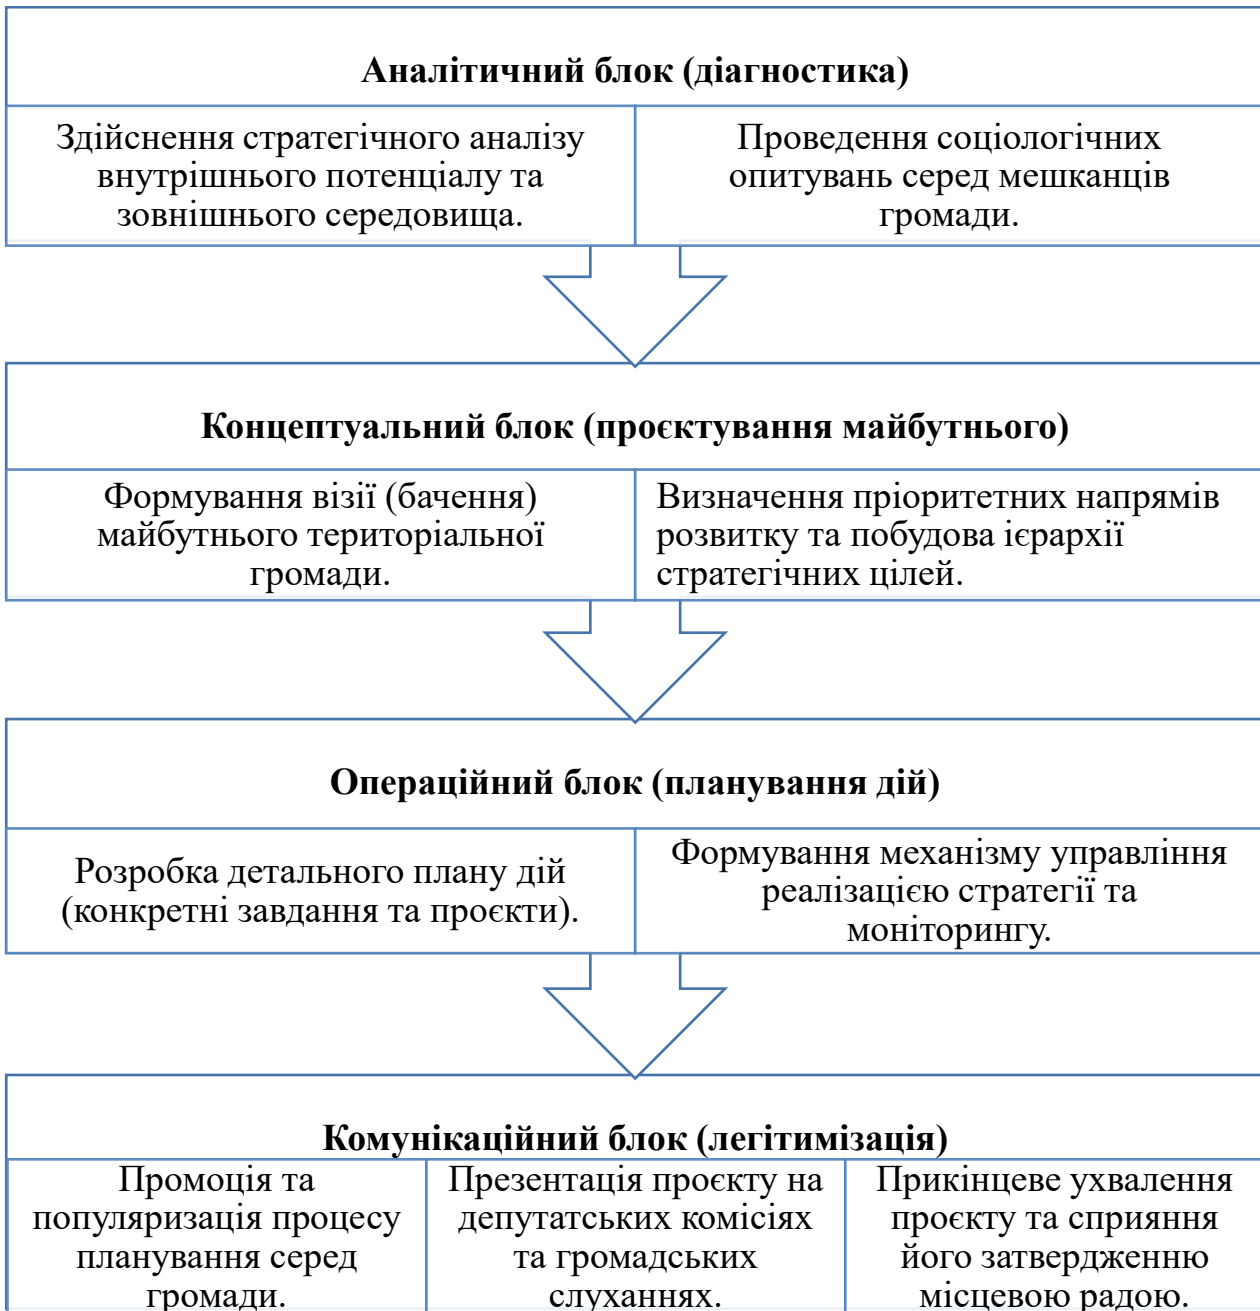 Аналітичний блок (діагностика)
Здійснення стратегічного аналізу
внутрішнього потенціалу та
зовнішнього середовища.
Проведення соціологічних
опитувань серед мешканців
громади.
Концептуальний блок (проєктування майбутнього)
Формування візії (бачення)
майбутнього територіальної
громади.
Визначення пріоритетних напрямів
розвитку та побудова ієрархії
стратегічних цілей.
Операційний блок (планування дій)
Розробка детального плану дій
(конкретні завдання та проєкти).
Формування механізму управління
реалізацією стратегії та
моніторингу.
Комунікаційний блок (легітимізація)
Промоція та
популяризація процесу
планування серед
громади.
Презентація проєкту на
депутатських комісіях
та громадських
слуханнях.
Прикінцеве ухвалення
проєкту та сприяння
його затвердженню
місцевою радою.